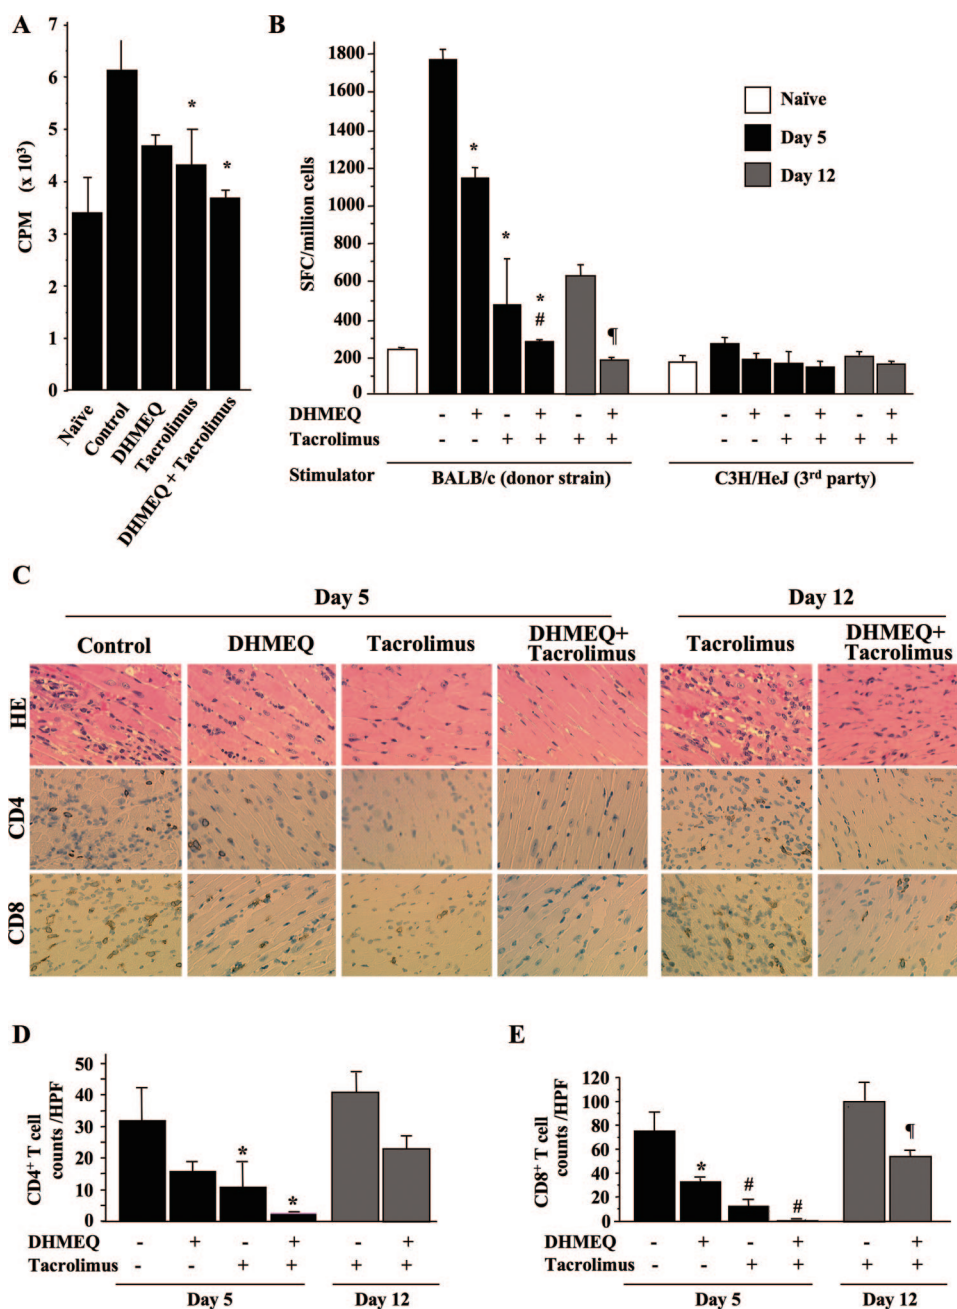 A
CPM (x 10³)
7
6
5
4
3
2
1
0
*
*
Naïve
Control
DHMEQ
Tacrolimus
DHMEQ + Tacrolimus
B
SFC/million cells
1800
1600
1400
1200
1000
800
600
400
200
0
*
*
*
#
¶
Naïve
Day 5
Day 12
DHMEQ - + - + - + - + - + - +
Tacrolimus - - + + + + - - + + + +
Stimulator BALB/c (donor strain) C3H/HeJ (3rd party)
C
Day 5 Day 12
Control DHMEQ Tacrolimus DHMEQ+ Tacrolimus Tacrolimus DHMEQ+ Tacrolimus
HE
CD4
CD8
D
CD4⁺ T cell counts /HPF
50
40
30
20
10
0
*
*
DHMEQ - + - + - +
Tacrolimus - - + + + +
Day 5 Day 12
E
CD8⁺ T cell counts /HPF
120
100
80
60
40
20
0
*
#
#
¶
DHMEQ - + - + - +
Tacrolimus - - + + + +
Day 5 Day 12